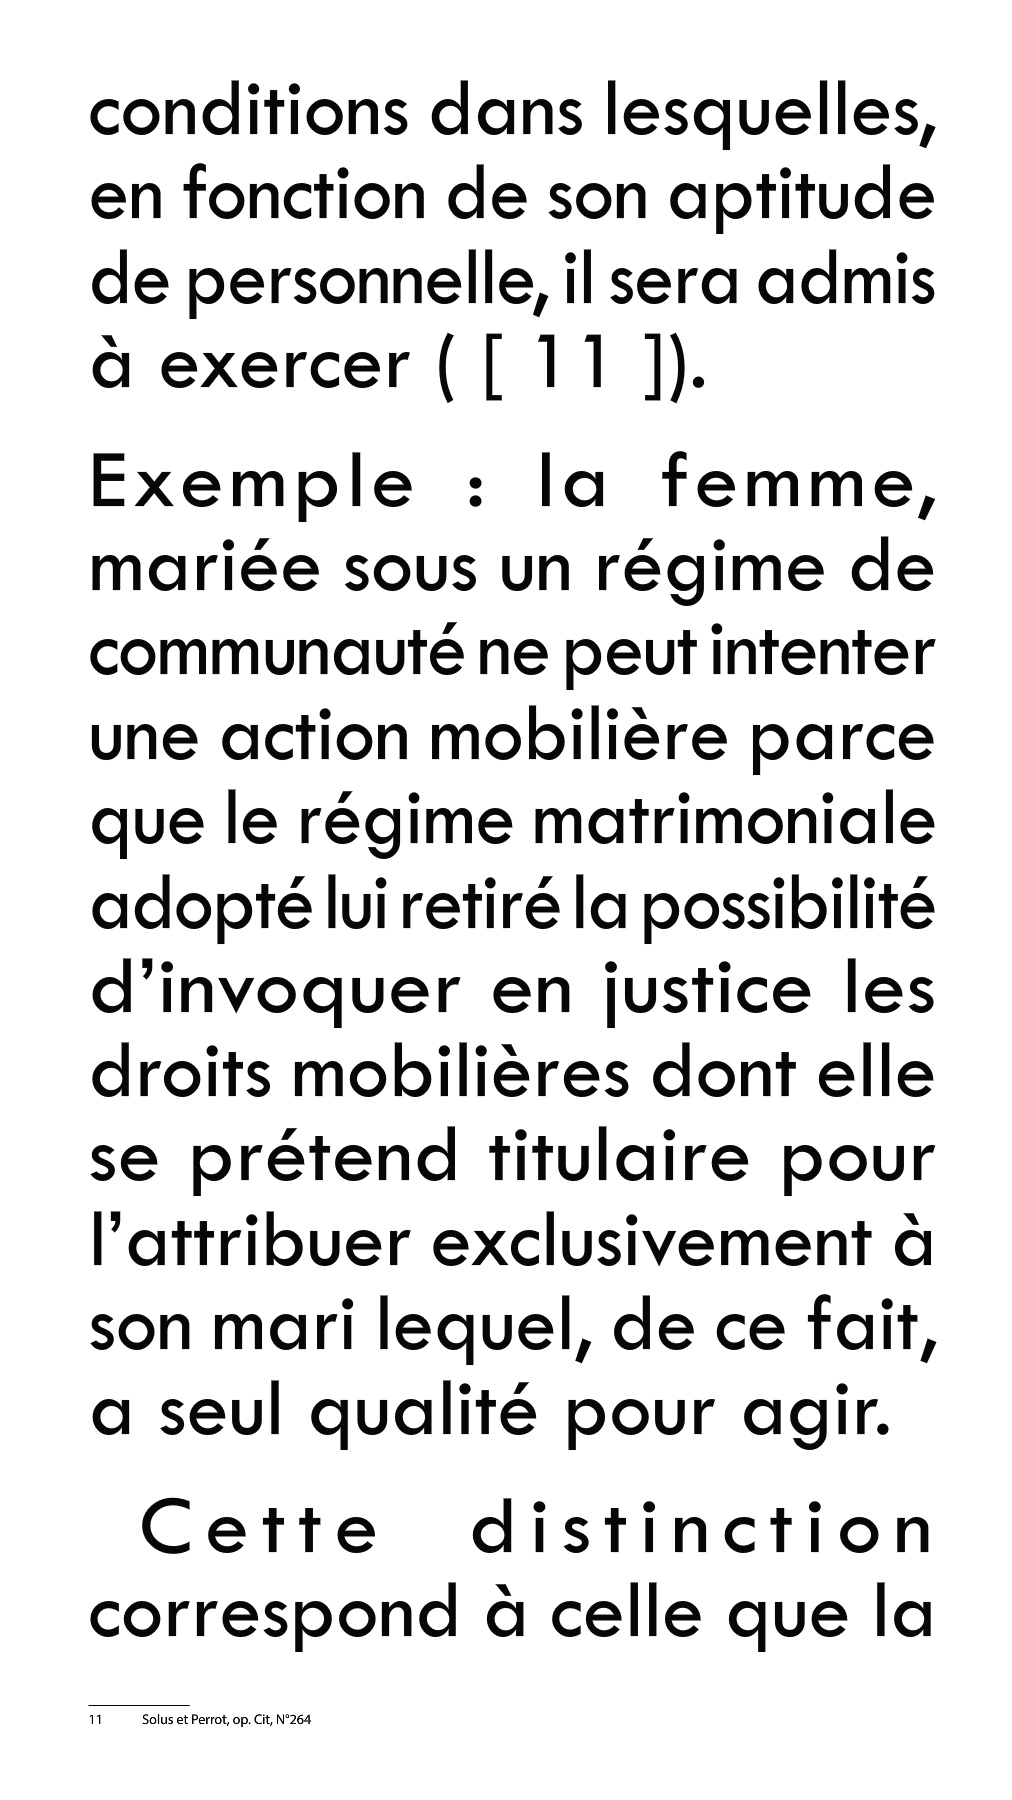 conditions dans lesquelles,
en fonction de son aptitude
de personnelle, il sera admis
à exercer ( [ 11 ]).
Exemple : la femme,
mariée sous un régime de
communauté ne peut intenter
une action mobilière parce
que le régime matrimoniale
adopté lui retiré la possibilité
d’invoquer en justice les
droits mobilières dont elle
se prétend titulaire pour
l’attribuer exclusivement à
son mari lequel, de ce fait,
a seul qualité pour agir.
Cette distinction
correspond à celle que la
11 Solus et Perrot, op. Cit, N°264